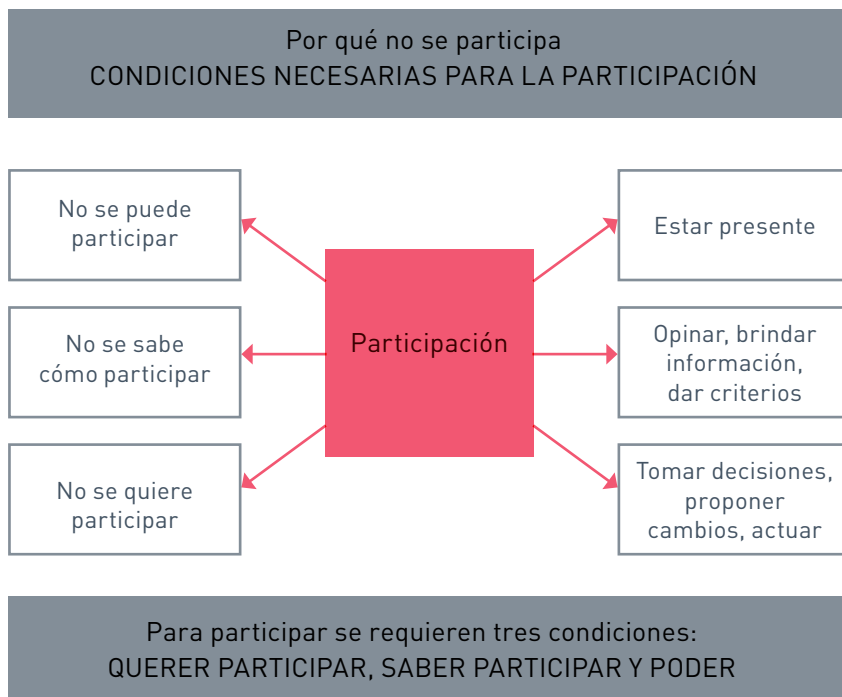 Por qué no se participa
CONDICIONES NECESARIAS PARA LA PARTICIPACIÓN
No se puede
participar
No se sabe
cómo participar
No se quiere
participar
Participación
Estar presente
Opinar, brindar
información,
dar criterios
Tomar decisiones,
proponer
cambios, actuar
Para participar se requieren tres condiciones:
QUERER PARTICIPAR, SABER PARTICIPAR Y PODER